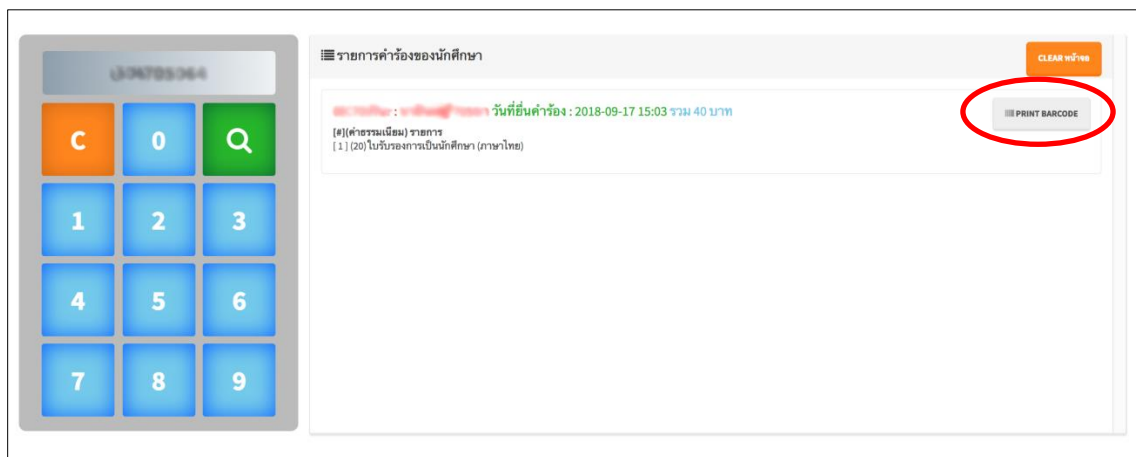 รายการคำร้องของนักศึกษา
CLEAR หน้าจอ
: วันที่ยื่นคำร้อง : 2018-09-17 15:03 รวม 40 บาท
PRINT BARCODE
[#](ค่าธรรมเนียม) รายการ
[ 1 ] (20) ใบรับรองการเป็นนักศึกษา (ภาษาไทย)
C 0
1 2 3
4 5 6
7 8 9